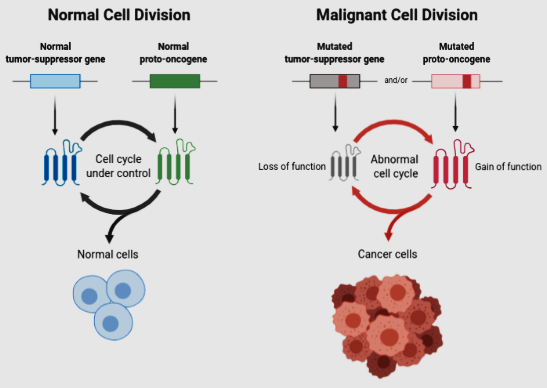 Normal Cell Division
Normal
tumor-suppressor gene
Normal
proto-oncogene
Cell cycle
under control
Normal cells
Malignant Cell Division
Mutated
tumor-suppressor gene
and/or
Mutated
proto-oncogene
Loss of function
Abnormal
cell cycle
Gain of function
Cancer cells